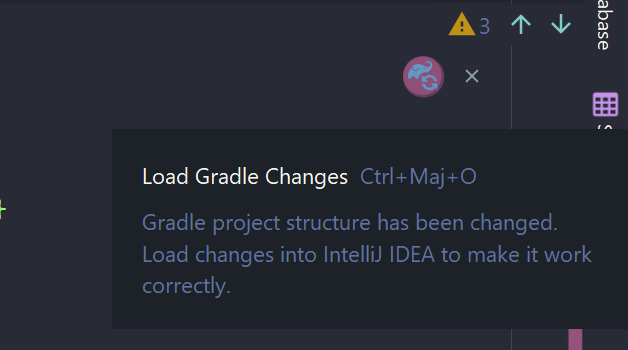 3
abase
Load Gradle Changes Ctrl+Maj+O
Gradle project structure has been changed.
Load changes into IntelliJ IDEA to make it work
correctly.